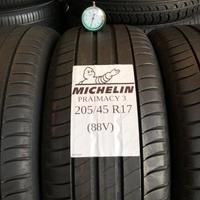 MICHELIN
PRAIMACY 3
205/45 R17
(88V)